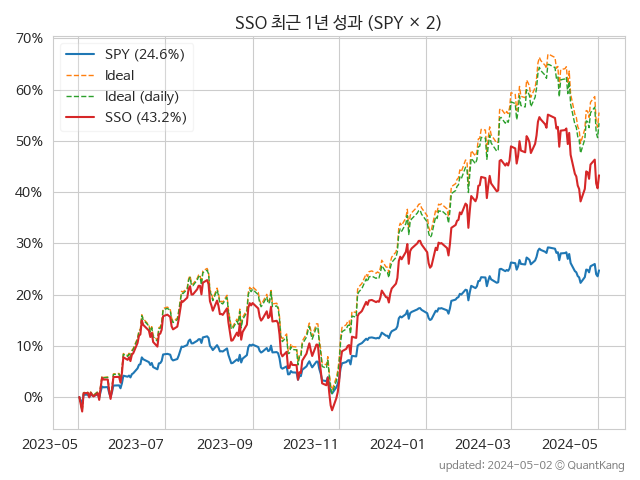 SSO 최근 1년 성과 (SPY × 2)
70%
60%
50%
40%
30%
20%
10%
0%
SPY (24.6%)
Ideal
Ideal (daily)
SSO (43.2%)
2023-05
2023-07
2023-09
2023-11
2024-01
2024-03
2024-05
updated: 2024-05-02 © QuantKang